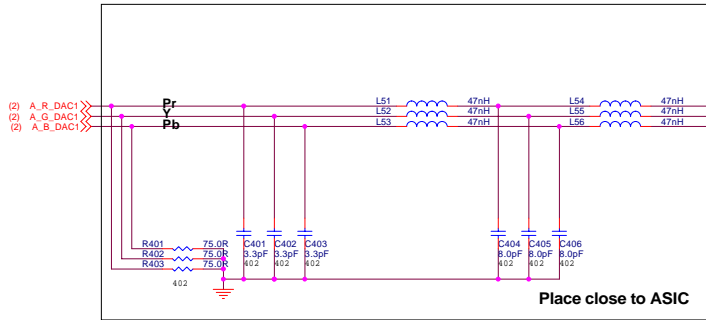 L51 47nH L54 47nH
(2) A_R_DAC1 Pr
L52 47nH L55 47nH
(2) A_G_DAC1 Y
L53 47nH L56 47nH
(2) A_B_DAC1 Pb
R401 75.0R C401 C402 C403 C404 C405 C406
R402 75.0R 3.3pF 3.3pF 3.3pF 8.0pF 8.0pF 8.0pF
R403 75.0R 402 402 402 402 402 402
402
Place close to ASIC